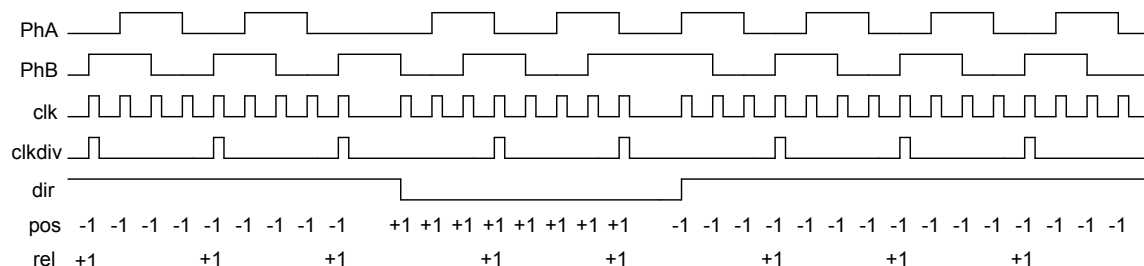 PhA
PhB
clk
clkdiv
dir
pos -1 -1 -1 -1 -1 -1 -1 -1 -1 +1 +1 +1 +1 +1 +1 +1 +1 -1 -1 -1 -1 -1 -1 -1 -1 -1 -1 -1 -1 -1 -1 -1
rel +1 +1 +1 +1 +1 +1 +1 +1